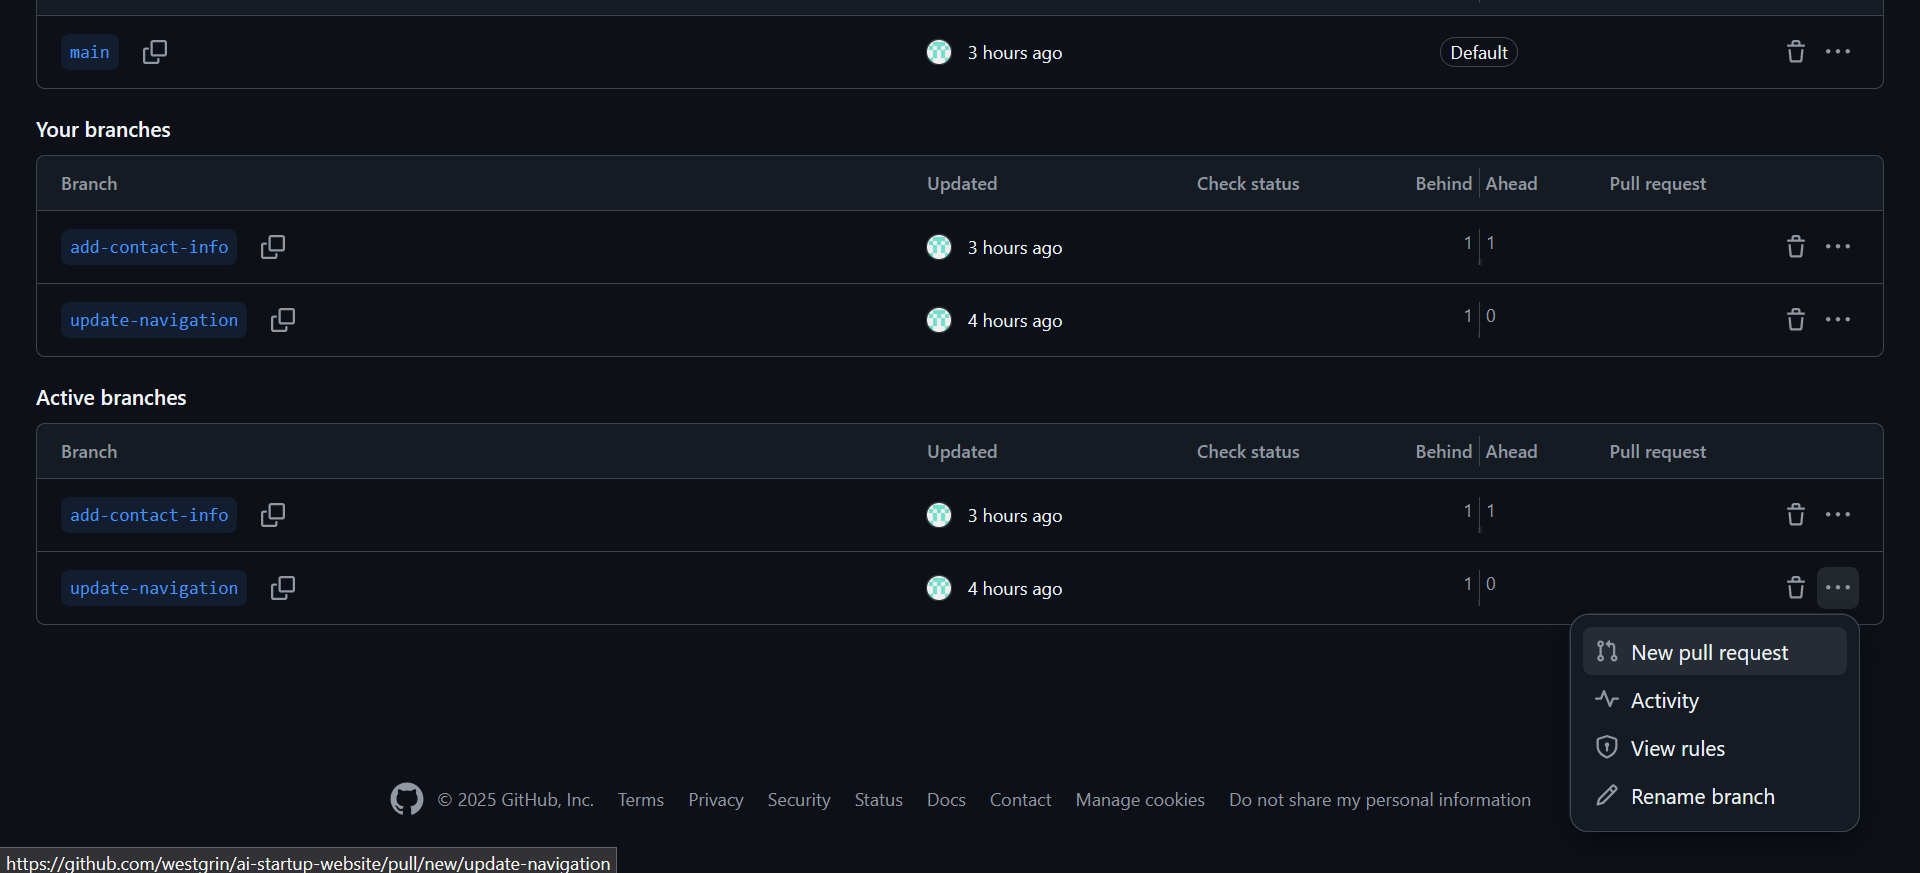 main 3 hours ago Default
Your branches
Branch Updated Check status Behind Ahead Pull request
add-contact-info 3 hours ago 1 1
update-navigation 4 hours ago 1 0
Active branches
Branch Updated Check status Behind Ahead Pull request
add-contact-info 3 hours ago 1 1
update-navigation 4 hours ago 1 0
New pull request
Activity
View rules
Rename branch
© 2025 GitHub, Inc. Terms Privacy Security Status Docs Contact Manage cookies Do not share my personal information
https://github.com/westgrin/ai-startup-website/pull/new/update-navigation